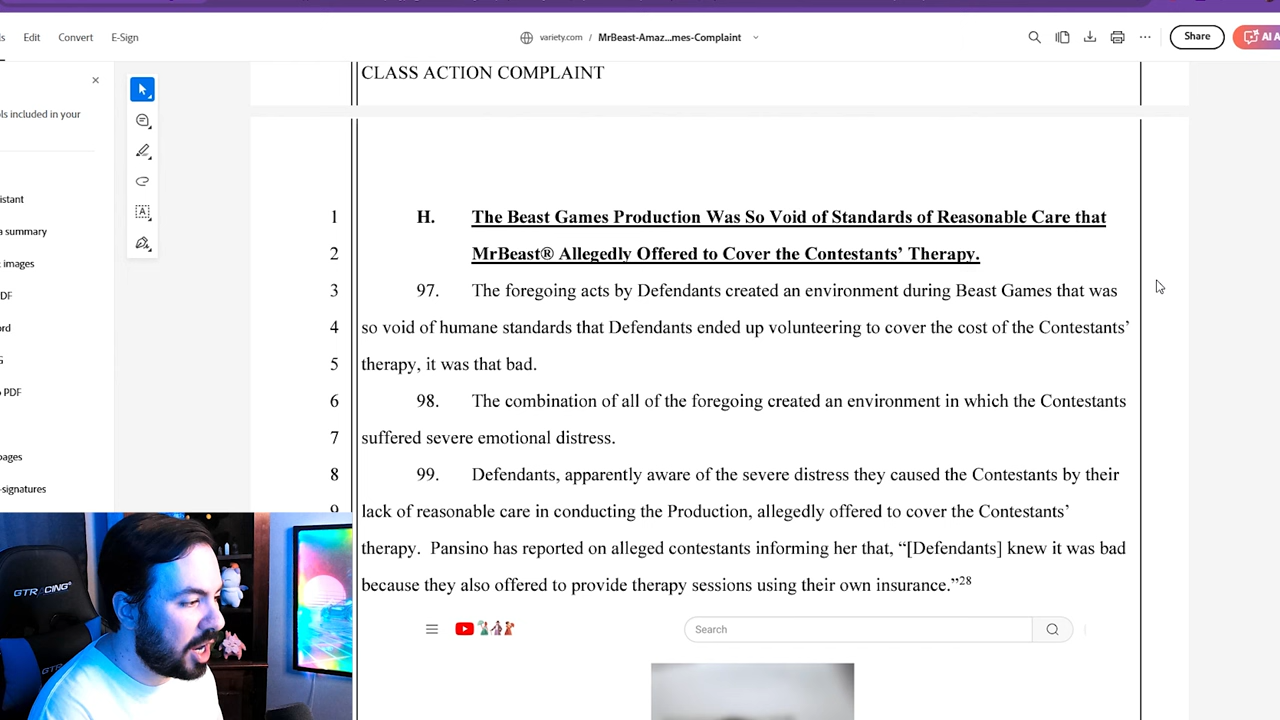 Edit Convert E-Sign
variety.com / MrBeast-Amaz...mes-Complaint
Share
AI A
ls included in your
istant
a summary
images
DF
ord
G
PDF
ages
-signatures
CLASS ACTION COMPLAINT
1 H. The Beast Games Production Was So Void of Standards of Reasonable Care that
2 MrBeast® Allegedly Offered to Cover the Contestants' Therapy.
3 97. The foregoing acts by Defendants created an environment during Beast Games that was
4 so void of humane standards that Defendants ended up volunteering to cover the cost of the Contestants'
5 therapy, it was that bad.
6 98. The combination of all of the foregoing created an environment in which the Contestants
7 suffered severe emotional distress.
8 99. Defendants, apparently aware of the severe distress they caused the Contestants by their
9 lack of reasonable care in conducting the Production, allegedly offered to cover the Contestants'
therapy. Pansino has reported on alleged contestants informing her that, "[Defendants] knew it was bad
because they also offered to provide therapy sessions using their own insurance."28
Search
GTRACING